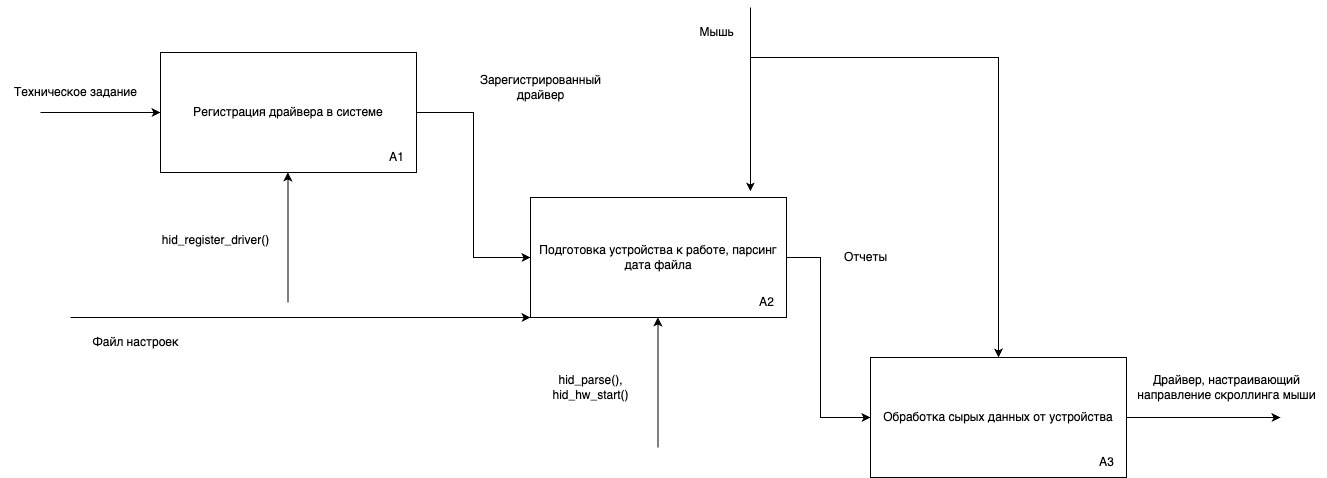 Мышь
Зарегистрированный
драйвер
Техническое задание
Регистрация драйвера в системе
A1
hid_register_driver()
Подготовка устройства к работе, парсинг
дата файла
A2
Отчеты
Файл настроек
hid_parse(),
hid_hw_start()
Драйвер, настраивающий
направление скроллинга мыши
Обработка сырых данных от устройства
A3